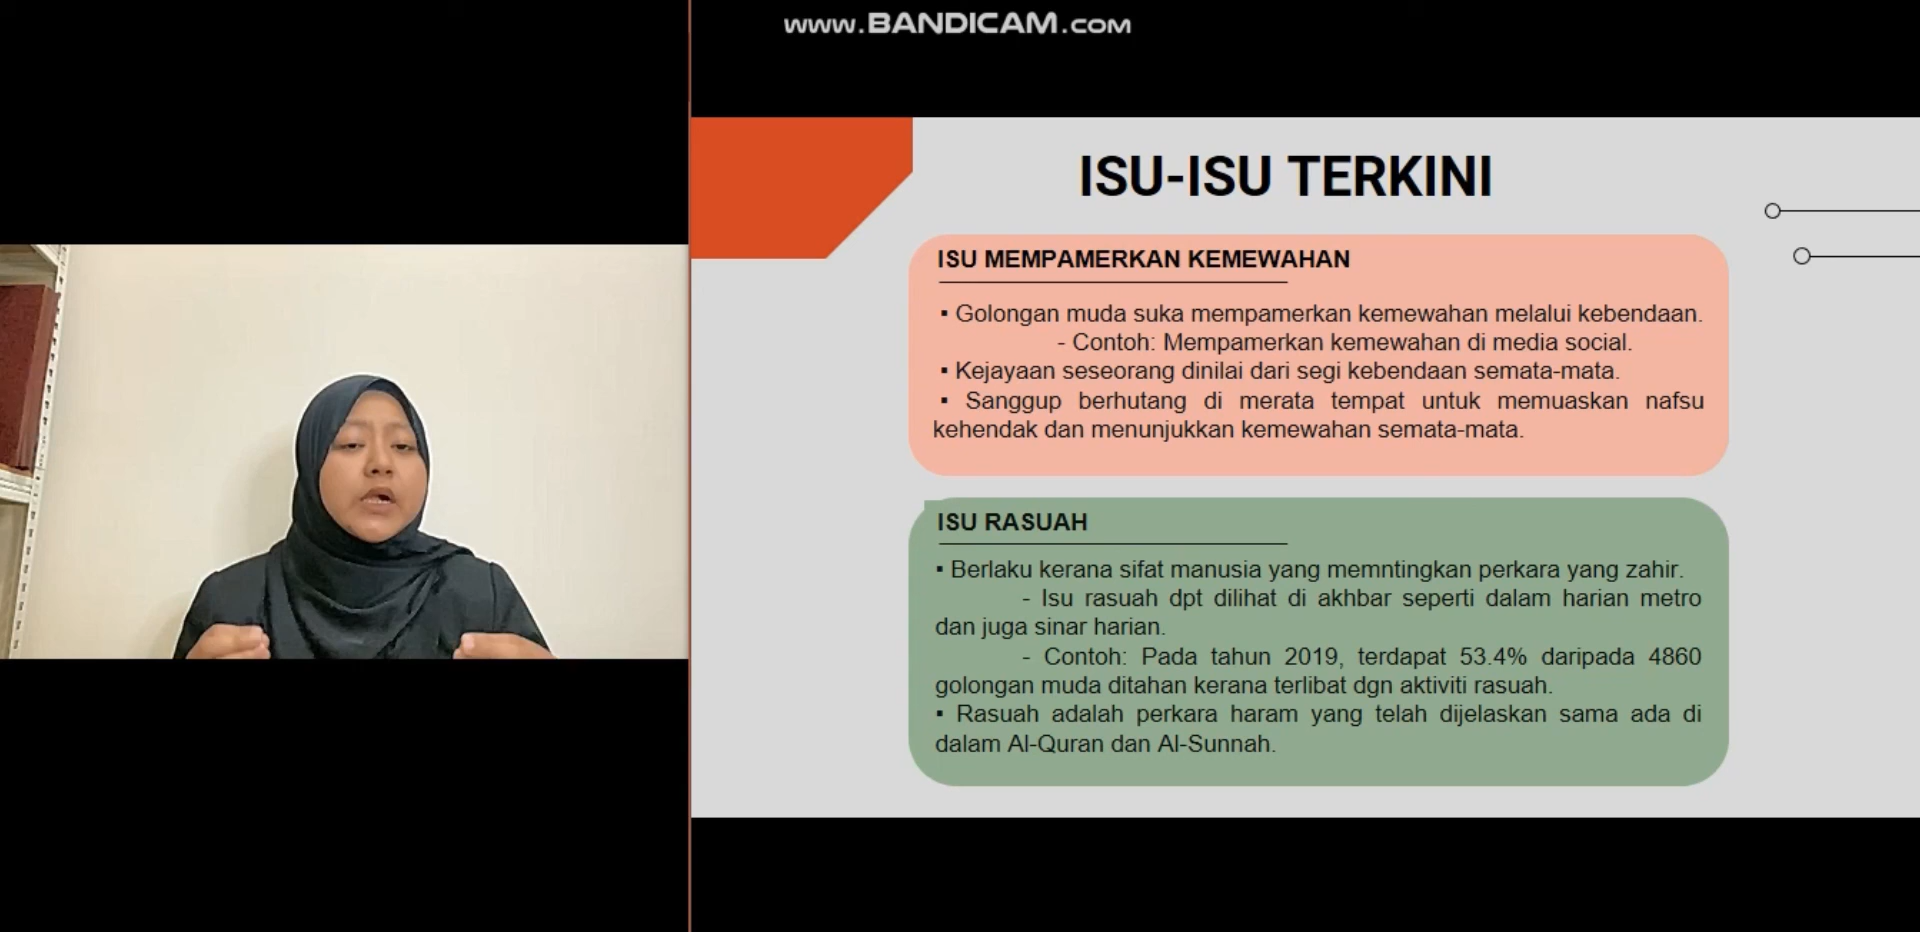 www.BANDICAM.com
ISU-ISU TERKINI
ISU MEMPAMERKAN KEMEWAHAN
▪ Golongan muda suka mempamerkan kemewahan melalui kebendaan.
- Contoh: Mempamerkan kemewahan di media social.
▪ Kejayaan seseorang dinilai dari segi kebendaan semata-mata.
▪ Sanggup berhutang di merata tempat untuk memuaskan nafsu
kehendak dan menunjukkan kemewahan semata-mata.
ISU RASUAH
▪ Berlaku kerana sifat manusia yang memntingkan perkara yang zahir.
- Isu rasuah dpt dilihat di akhbar seperti dalam harian metro
dan juga sinar harian.
- Contoh: Pada tahun 2019, terdapat 53.4% daripada 4860
golongan muda ditahan kerana terlibat dgn aktiviti rasuah.
▪ Rasuah adalah perkara haram yang telah dijelaskan sama ada di
dalam Al-Quran dan Al-Sunnah.